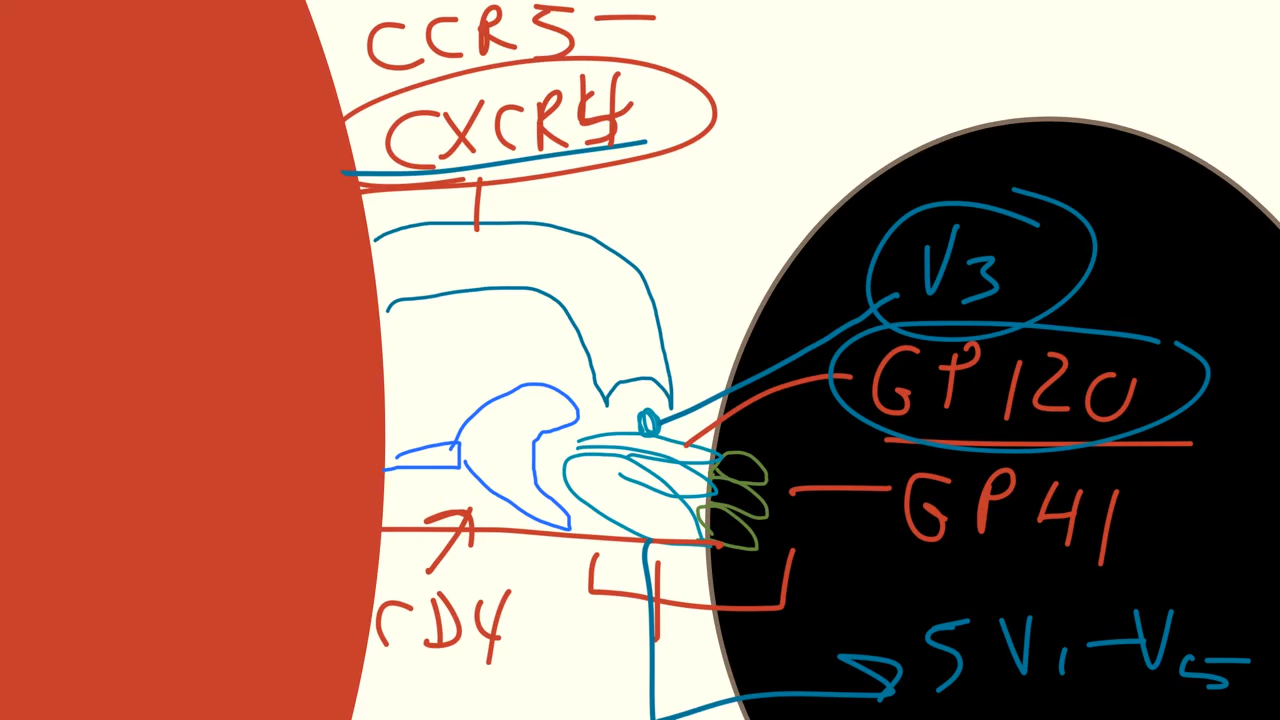 CCR5 —
CXCR4
V3
GP120
GP41
CD4
5 V1-V5